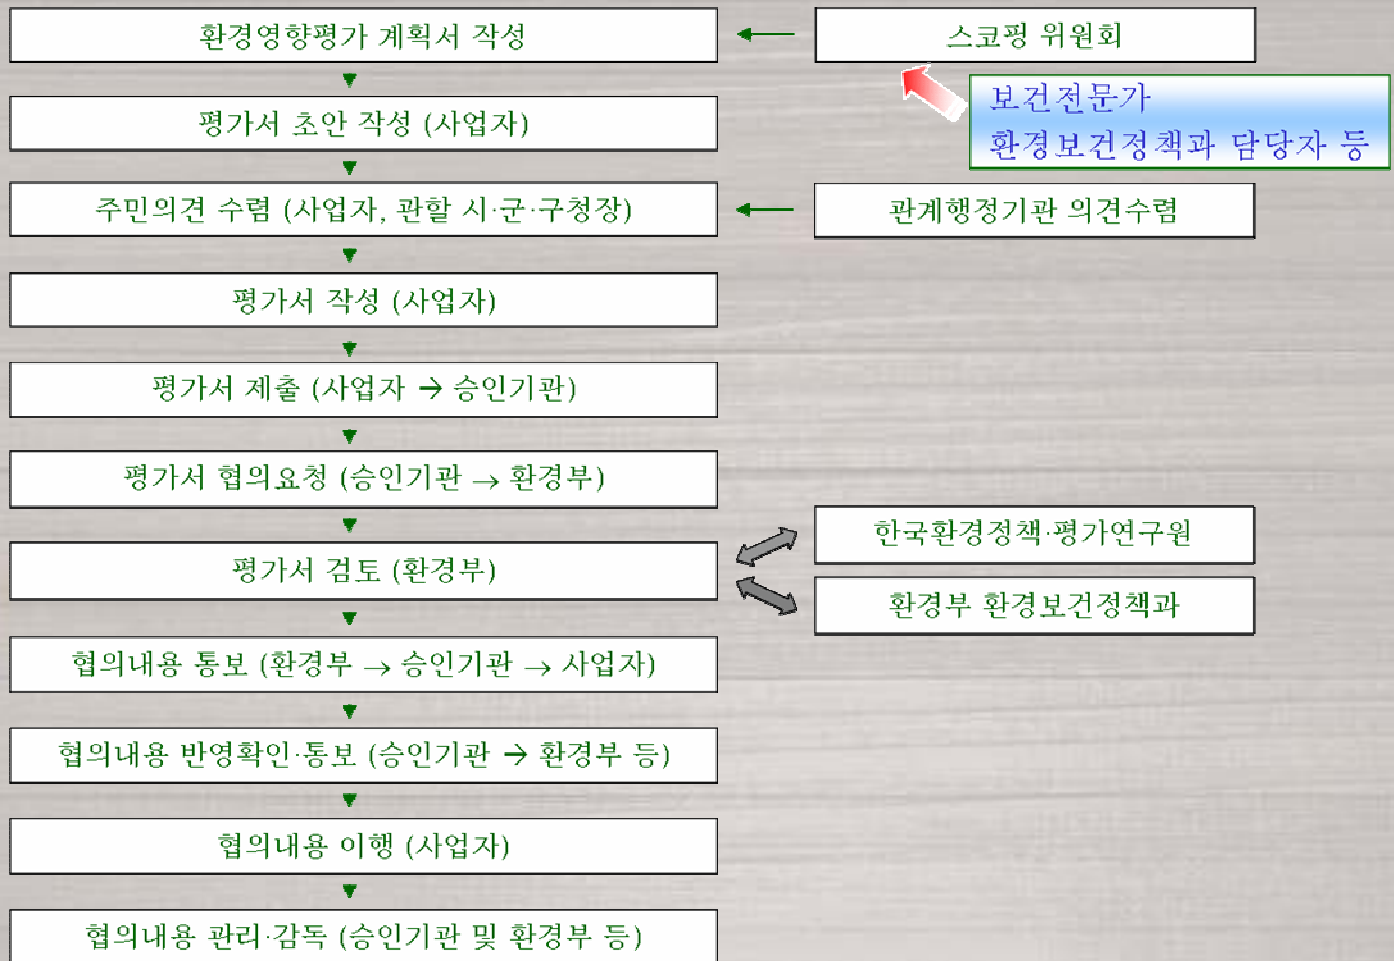 환경영향평가 계획서 작성
스코핑 위원회
보건전문가
환경보건정책과 담당자 등
평가서 초안 작성 (사업자)
주민의견 수렴 (사업자, 관할 시·군·구청장)
관계행정기관 의견수렴
평가서 작성 (사업자)
평가서 제출 (사업자 → 승인기관)
평가서 협의요청 (승인기관 → 환경부)
평가서 검토 (환경부)
한국환경정책·평가연구원
환경부 환경보건정책과
협의내용 통보 (환경부 → 승인기관 → 사업자)
협의내용 반영확인·통보 (승인기관 → 환경부 등)
협의내용 이행 (사업자)
협의내용 관리·감독 (승인기관 및 환경부 등)